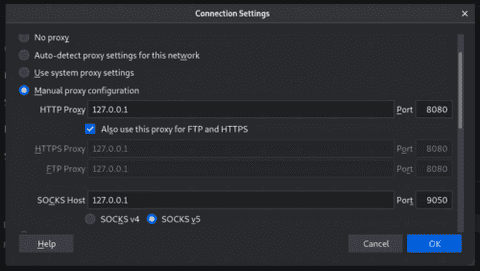 Connection Settings
No proxy
Auto-detect proxy settings for this network
Use system proxy settings
Manual proxy configuration
HTTP Proxy 127.0.0.1 Port 8080
Also use this proxy for FTP and HTTPS
HTTPS Proxy 127.0.0.1 Port 8080
FTP Proxy 127.0.0.1 Port 8080
SOCKS Host 127.0.0.1 Port 9050
SOCKS v4 SOCKS v5
Help Cancel OK